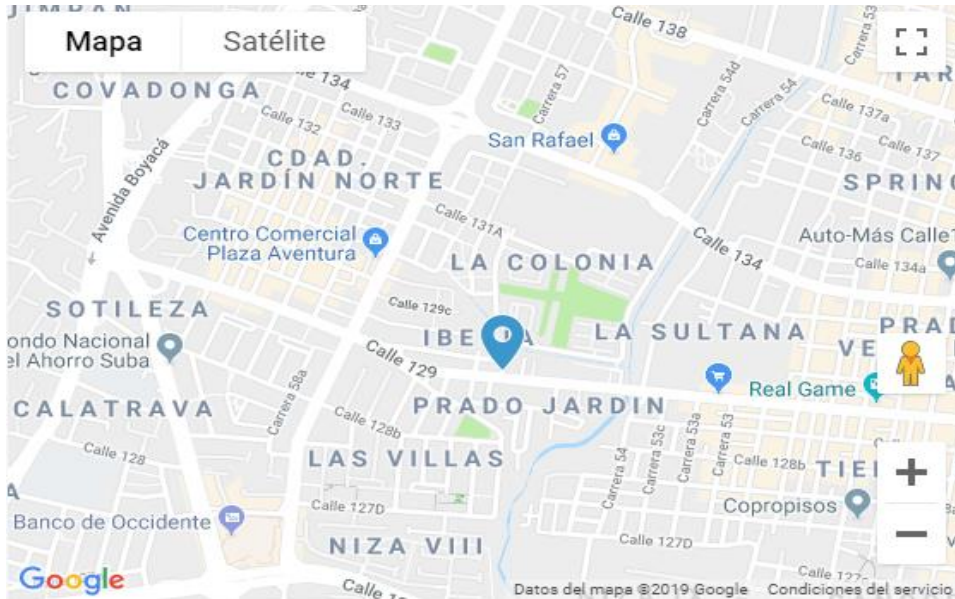 Mapa
Satélite
Calle 138
COVADONGA
Calle 134
Calle 132
Calle 133
Carrera 57
Carrera 54d
Carrera 54
Carrera 53
Calle 137a
Calle 136
Calle 137
San Rafael
CDAD.
JARDÍN NORTE
Avenida Boyacá
Calle 131A
Centro Comercial
Plaza Aventura
LA COLONIA
Calle 134
Auto-Más Calle
Calle 134a
SOTILEZA
Calle 129c
LA SULTANA
ondo Nacional
el Ahorro Suba
Calle 129
Real Game
CALATRAVA
Carrera 58a
PRADO JARDIN
Calle 128b
Calle 128
LAS VILLAS
Carrera 54
Carrera 53c
Carrera 53a
Carrera 53
Calle 128b
Copropisos
Banco de Occidente
Calle 127D
NIZA VIII
Calle 127D
Google
Datos del mapa ©2019 Google
Condiciones del servicio